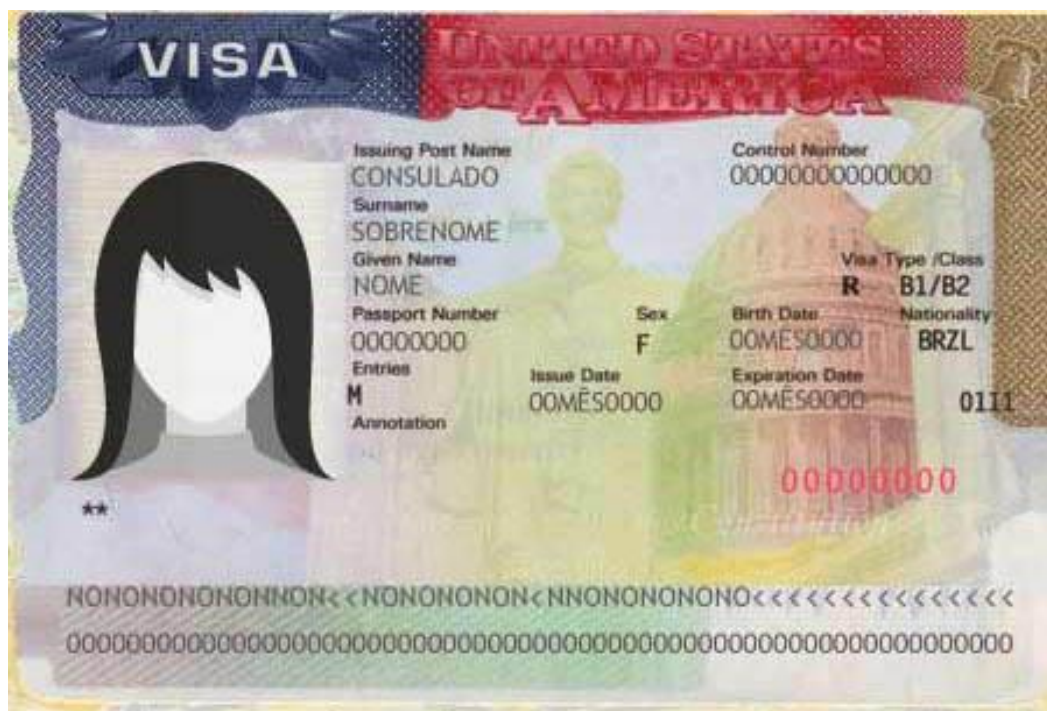 VISA
UNITED STATES
OF AMERICA
Issuing Post Name
CONSULADO
Control Number
00000000000000
Surname
SOBRENOME
Given Name
NOME
Visa Type /Class
R B1/B2
Passport Number
00000000
Sex
F
Birth Date
00MÊS0000
Nationality
BRZL
Entries
M
Issue Date
00MÊS0000
Expiration Date
00MÊS0000
0111
Annotation
00000000
**
NONONONONONNON<<NONONONON<NNONONONONO<<<<<<<<<<<<<<<